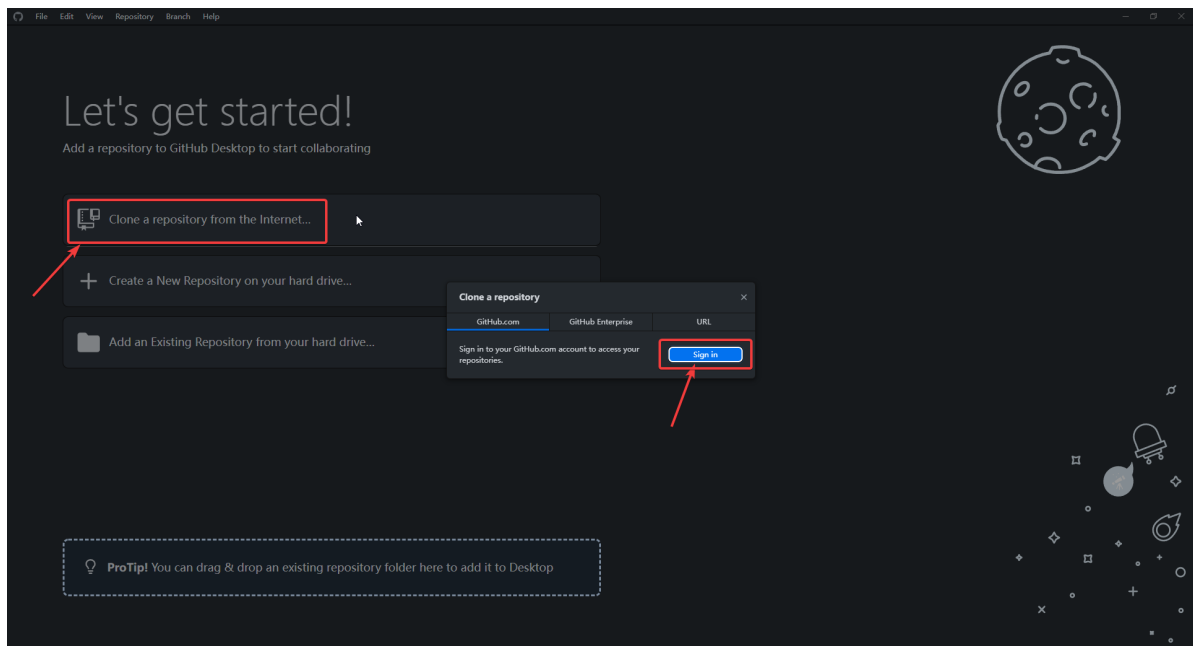 File Edit View Repository Branch Help
Let's get started!
Add a repository to GitHub Desktop to start collaborating
Clone a repository from the Internet...
Create a New Repository on your hard drive...
Add an Existing Repository from your hard drive...
Clone a repository
GitHub.com GitHub Enterprise URL
Sign in to your GitHub.com account to access your
repositories.
Sign in
ProTip! You can drag & drop an existing repository folder here to add it to Desktop